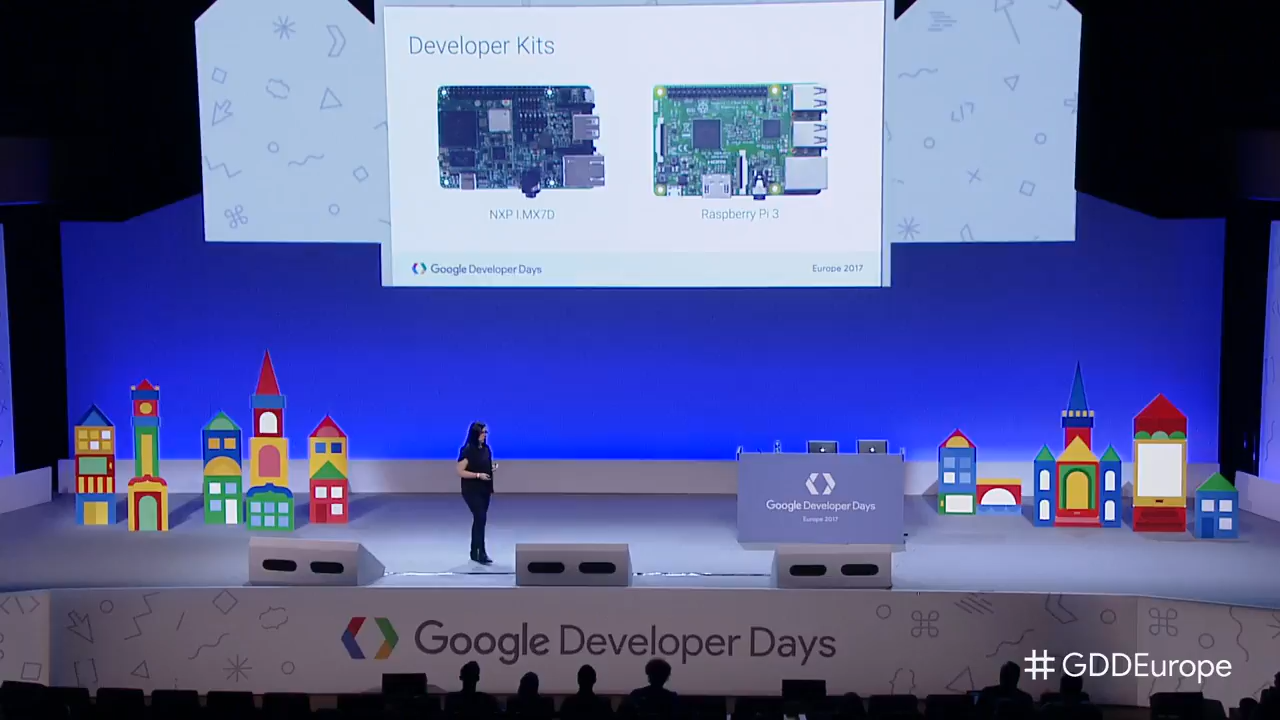 Developer Kits
NXP I.MX7D
Raspberry Pi 3
Google Developer Days
Europe 2017
Google Developer Days
Europe 2017
Google Developer Days
#GDDEurope